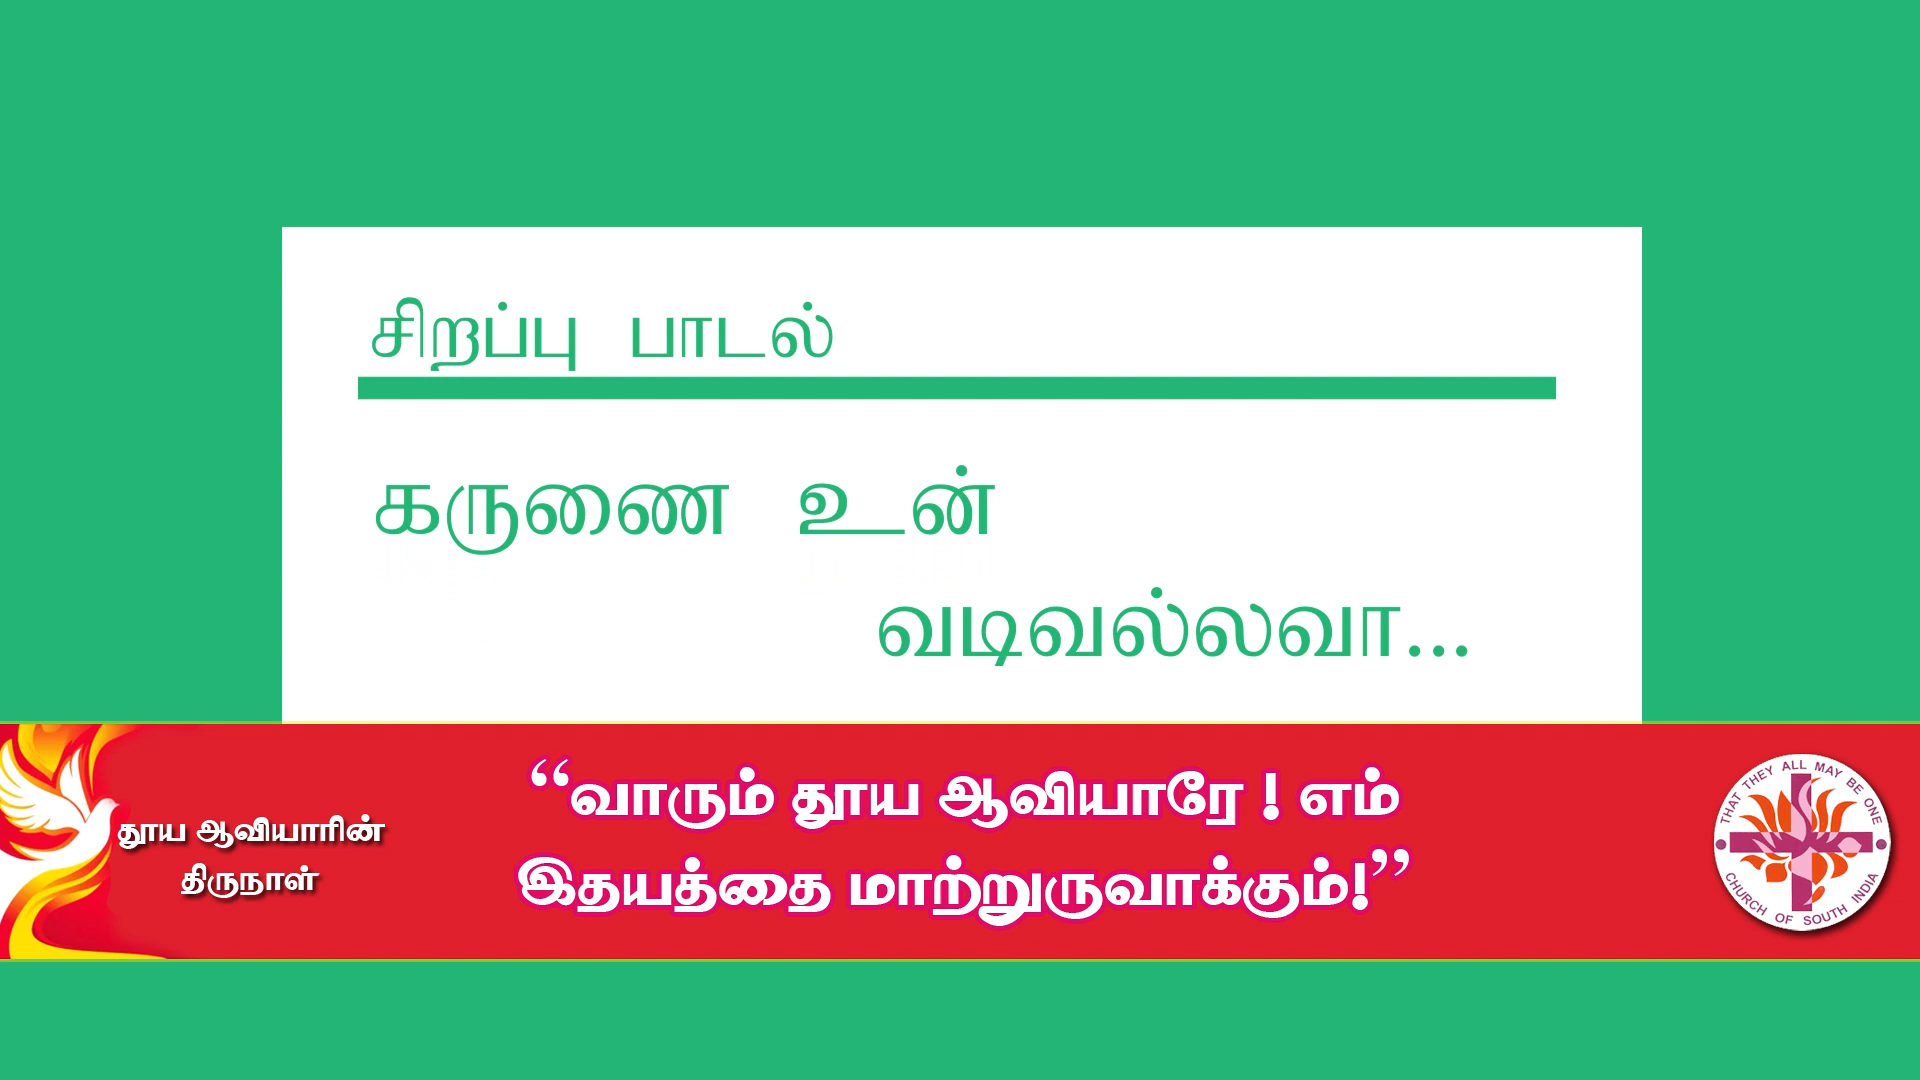 சிறப்பு பாடல்
கருணை உன்
வடிவல்லவா...
தூய ஆவியாரின்
திருநாள்
“வாரும் தூய ஆவியாரே ! எம்
இதயத்தை மாற்றுருவாக்கும்!”
THAT THEY ALL MAY BE ONE
CHURCH OF SOUTH INDIA